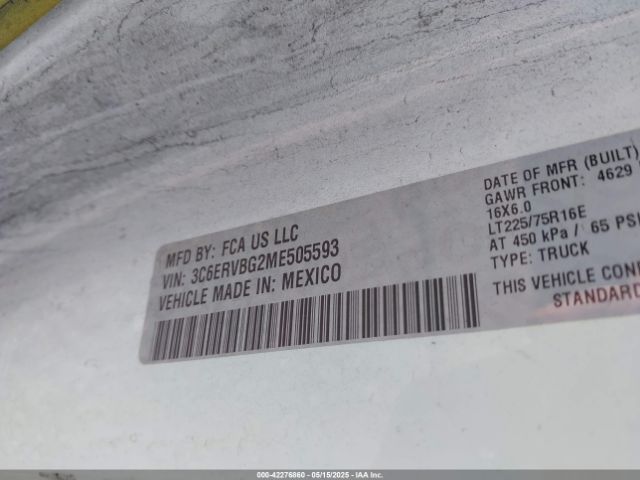 MFD BY: FCA US LLC
VIN: 3C6ERVBG2ME505593
VEHICLE MADE IN: MEXICO
DATE OF MFR (BUILT)
GAWR FRONT: 4629
16X6.0
LT225/75R16E
AT 450 kPa / 65 PSI
TYPE: TRUCK
THIS VEHICLE CONF
STANDARD
000-42276860 - 05/15/2025 - IAA Inc.